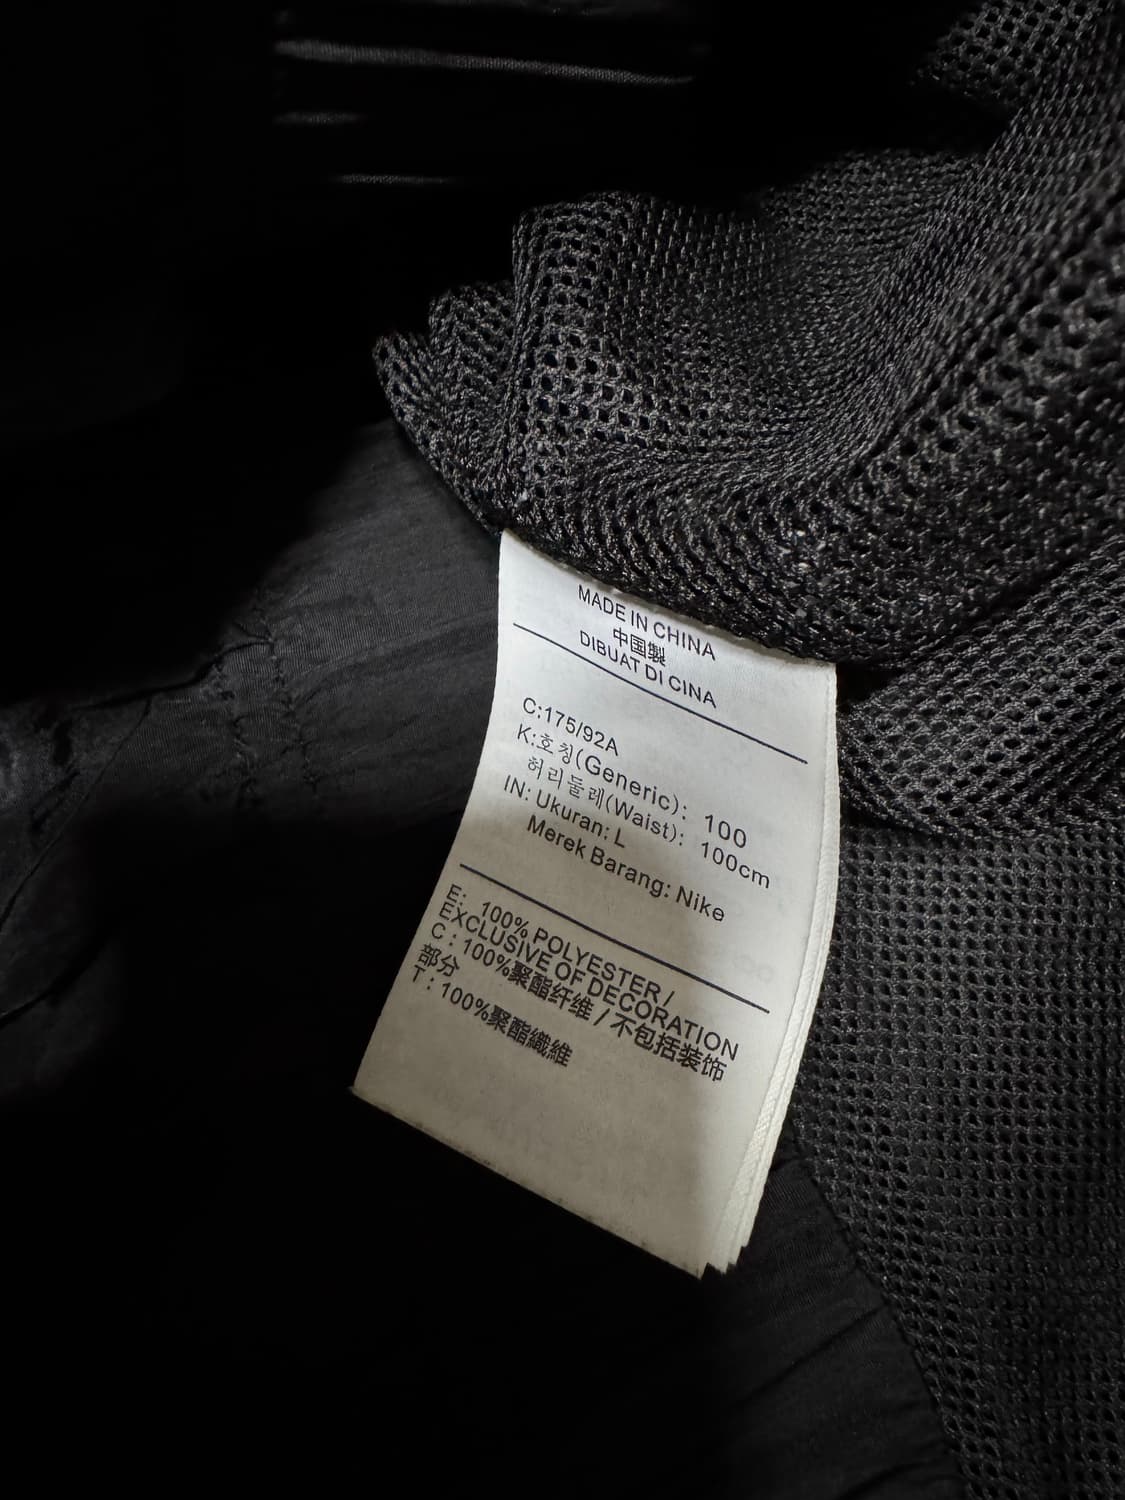 MADE IN CHINA
中国製
DIBUAT DI CINA
C:175/92A
K:호칭(Generic): 100
허리둘레(Waist): 100cm
IN: Ukuran: L
Merek Barang: Nike
E: 100% POLYESTER /
EXCLUSIVE OF DECORATION
C : 100%聚酯纤维 / 不包括装饰
部分
T : 100%聚酯纖維